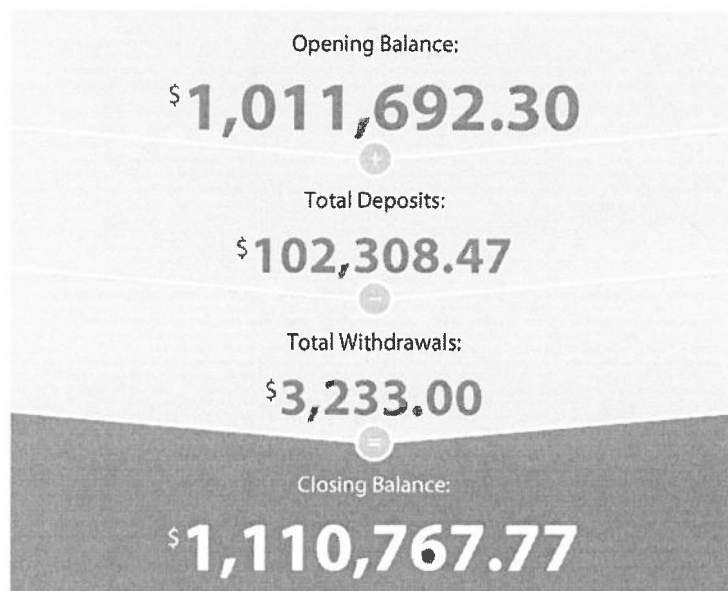 Opening Balance:
$1,011,692.30
+
Total Deposits:
$102,308.47
−
Total Withdrawals:
$3,233.00
=
Closing Balance:
$1,110,767.77